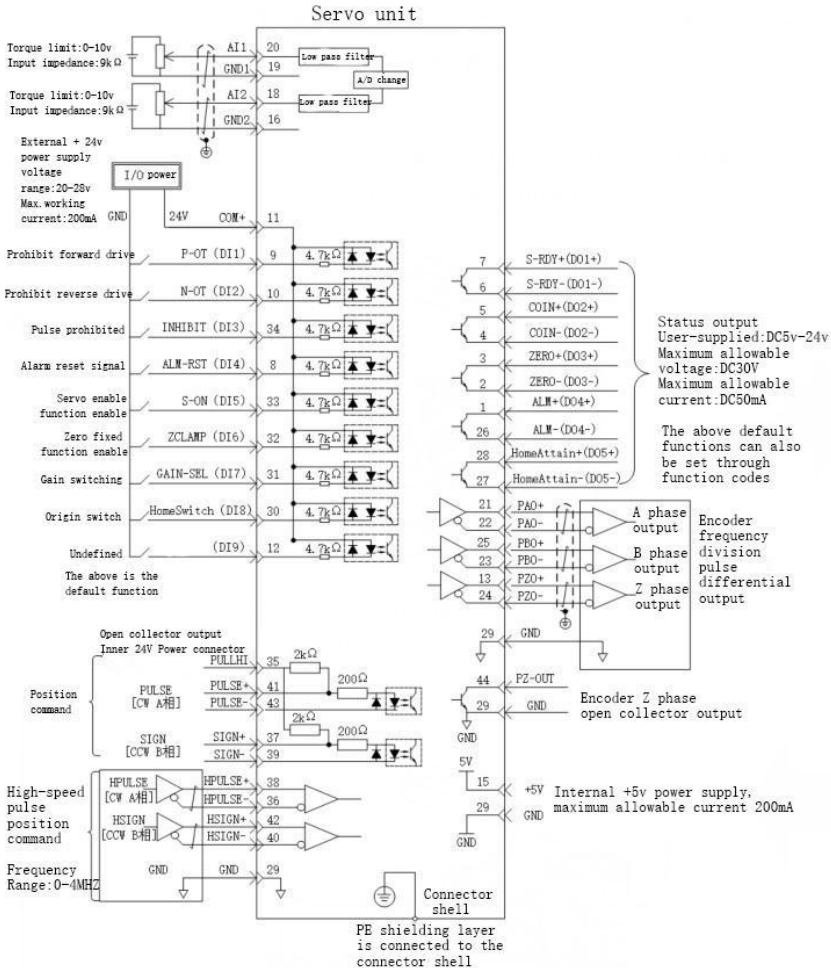 Servo unit
Torque limit:0-10v
Input impedance:9kΩ
AI1
20
Low pass filter
GND1
19
A/D change
Torque limit:0-10v
Input impedance:9kΩ
AI2
18
Low pass filter
GND2
16
External + 24v
power supply
voltage
range:20-28v
Max.working
current:200mA
I/O power
GND
24V
COM+
11
Prohibit forward drive
P-OT (DI1)
9
4.7kΩ
Prohibit reverse drive
N-OT (DI2)
10
4.7kΩ
Pulse prohibited
INHIBIT (DI3)
34
4.7kΩ
Alarm reset signal
ALM-RST (DI4)
8
4.7kΩ
Servo enable
function enable
S-ON (DI5)
33
4.7kΩ
Zero fixed
function enable
ZCLAMP (DI6)
32
4.7kΩ
Gain switching
GAIN-SEL (DI7)
31
4.7kΩ
Origin switch
HomeSwitch (DI8)
30
4.7kΩ
Undefined
(DI9)
12
4.7kΩ
The above is the
default function
7
S-RDY+(DO1+)
6
S-RDY-(DO1-)
5
COIN+(DO2+)
4
COIN-(DO2-)
3
ZERO+(DO3+)
2
ZERO-(DO3-)
1
ALM+(DO4+)
26
ALM-(DO4-)
28
HomeAttain+(DO5+)
27
HomeAttain-(DO5-)
Status output
User-supplied:DC5v-24v
Maximum allowable
voltage:DC30V
Maximum allowable
current:DC50mA
The above default
functions can also
be set through
function codes
21
PAO+
22
PAO-
A phase
output
25
PBO+
23
PBO-
B phase
output
13
PZO+
24
PZO-
Z phase
output
Encoder
frequency
division
pulse
differential
output
29
GND
44
PZ-OUT
29
GND
GND
Encoder Z phase
open collector output
5V
15
+5V
Internal +5v power supply,
maximum allowable current 200mA
29
GND
GND
Open collector output
Inner 24V Power connector
PULLHI
35
2kΩ
Position
command
PULSE
[CW A相]
PULSE+
41
200Ω
PULSE-
43
2kΩ
SIGN
[CCW B相]
SIGN+
37
200Ω
SIGN-
39
High-speed
pulse
position
command
HPULSE
[CW A相]
HPULSE+
38
HPULSE-
36
HSIGN
[CCW B相]
HSIGN+
42
HSIGN-
40
Frequency
Range:0-4MHZ
GND
GND
29
Connector
shell
PE shielding layer
is connected to the
connector shell